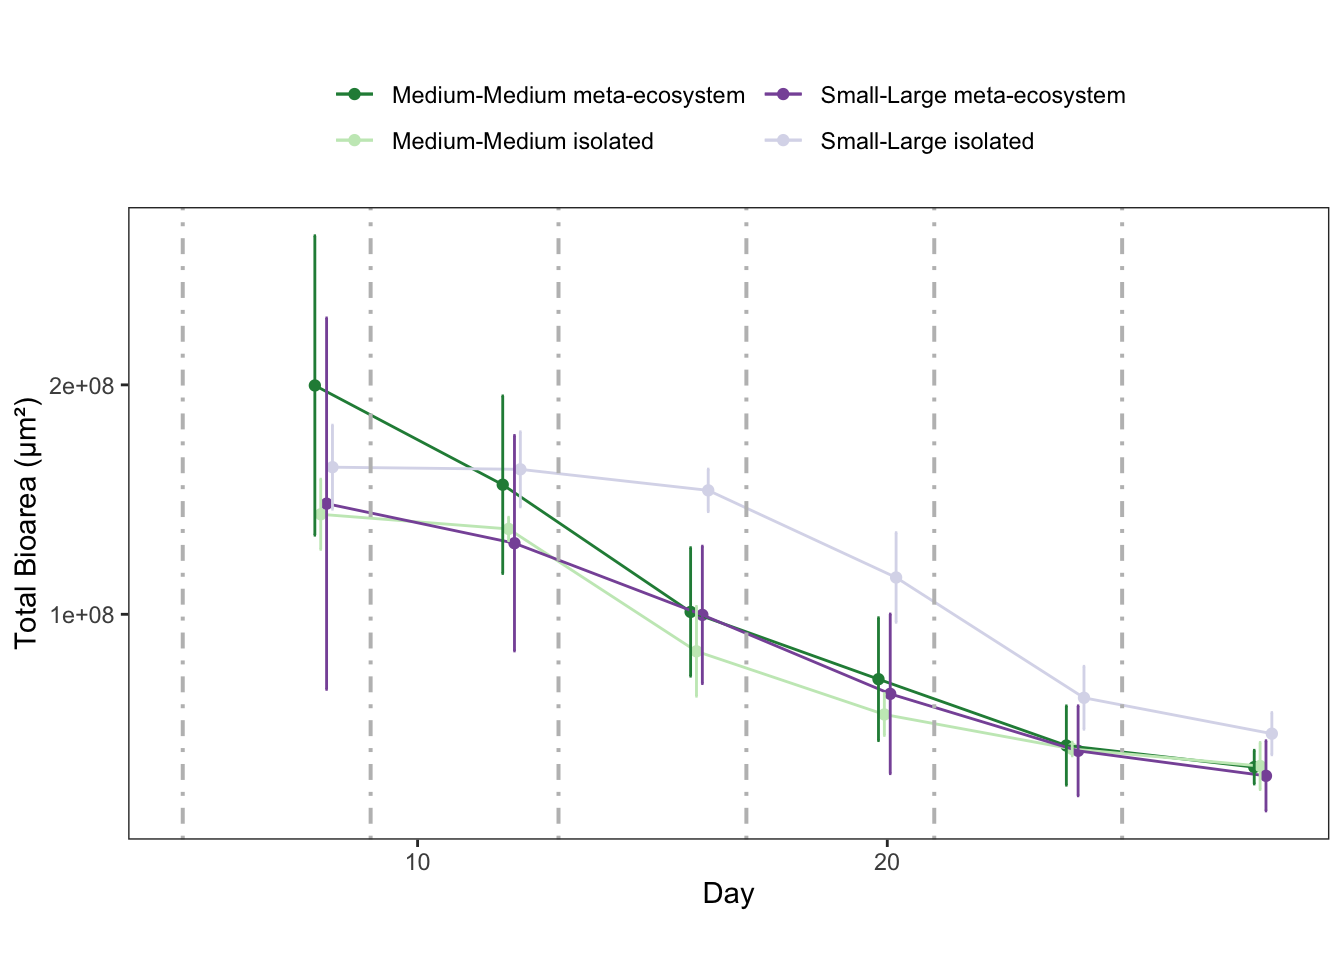 Medium-Medium meta-ecosystem Small-Large meta-ecosystem
Medium-Medium isolated Small-Large isolated
Total Bioarea (µm²)
2e+08
1e+08
10 20
Day